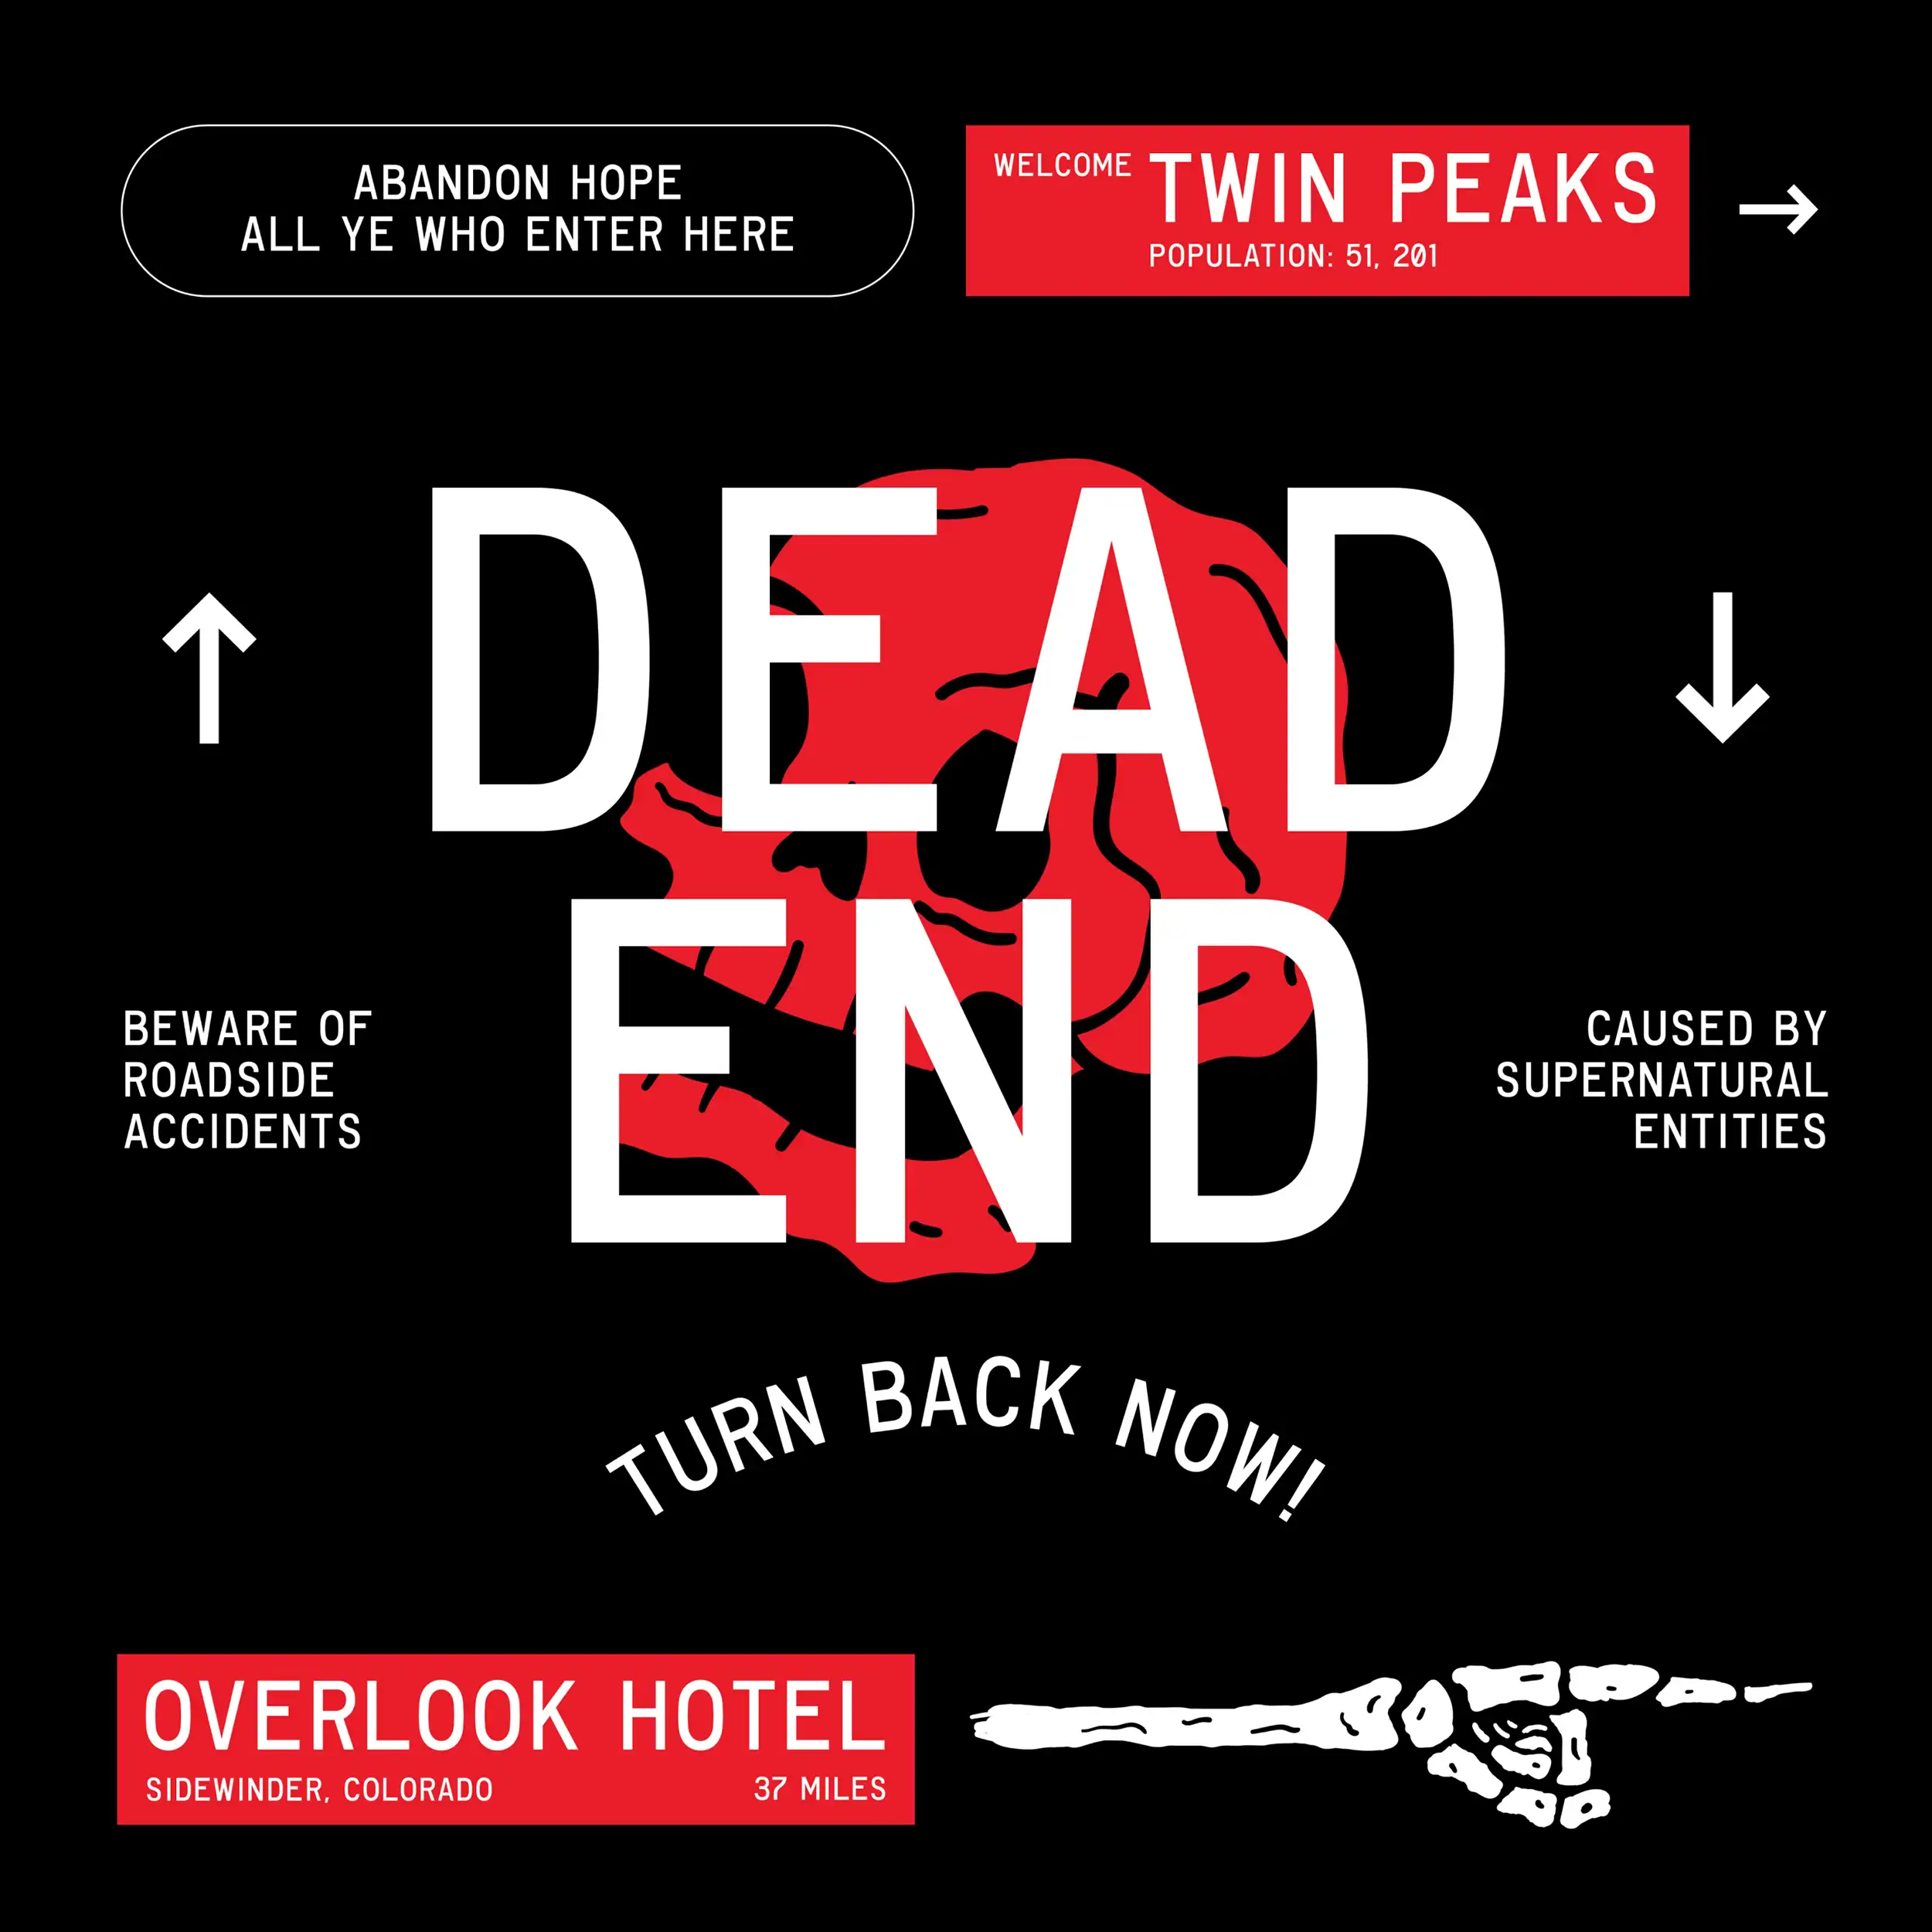 ABANDON HOPE
ALL YE WHO ENTER HERE
WELCOME TWIN PEAKS
POPULATION: 51, 201
DEAD
END
BEWARE OF
ROADSIDE
ACCIDENTS
CAUSED BY
SUPERNATURAL
ENTITIES
TURN BACK NOW!
OVERLOOK HOTEL
SIDEWINDER, COLORADO 37 MILES